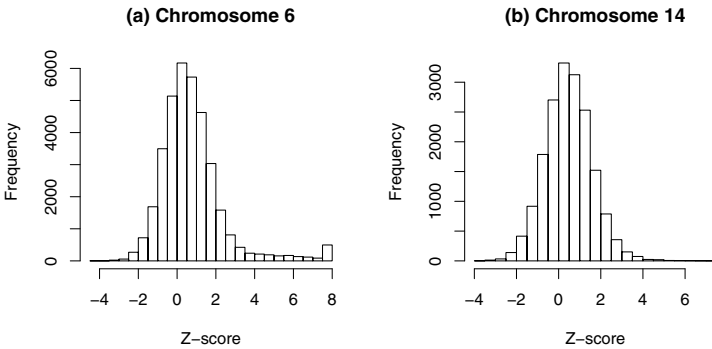 (a) Chromosome 6
Frequency
6000
4000
2000
0
−4 −2 0 2 4 6 8
Z−score
(b) Chromosome 14
Frequency
3000
2000
1000
0
−4 −2 0 2 4 6
Z−score